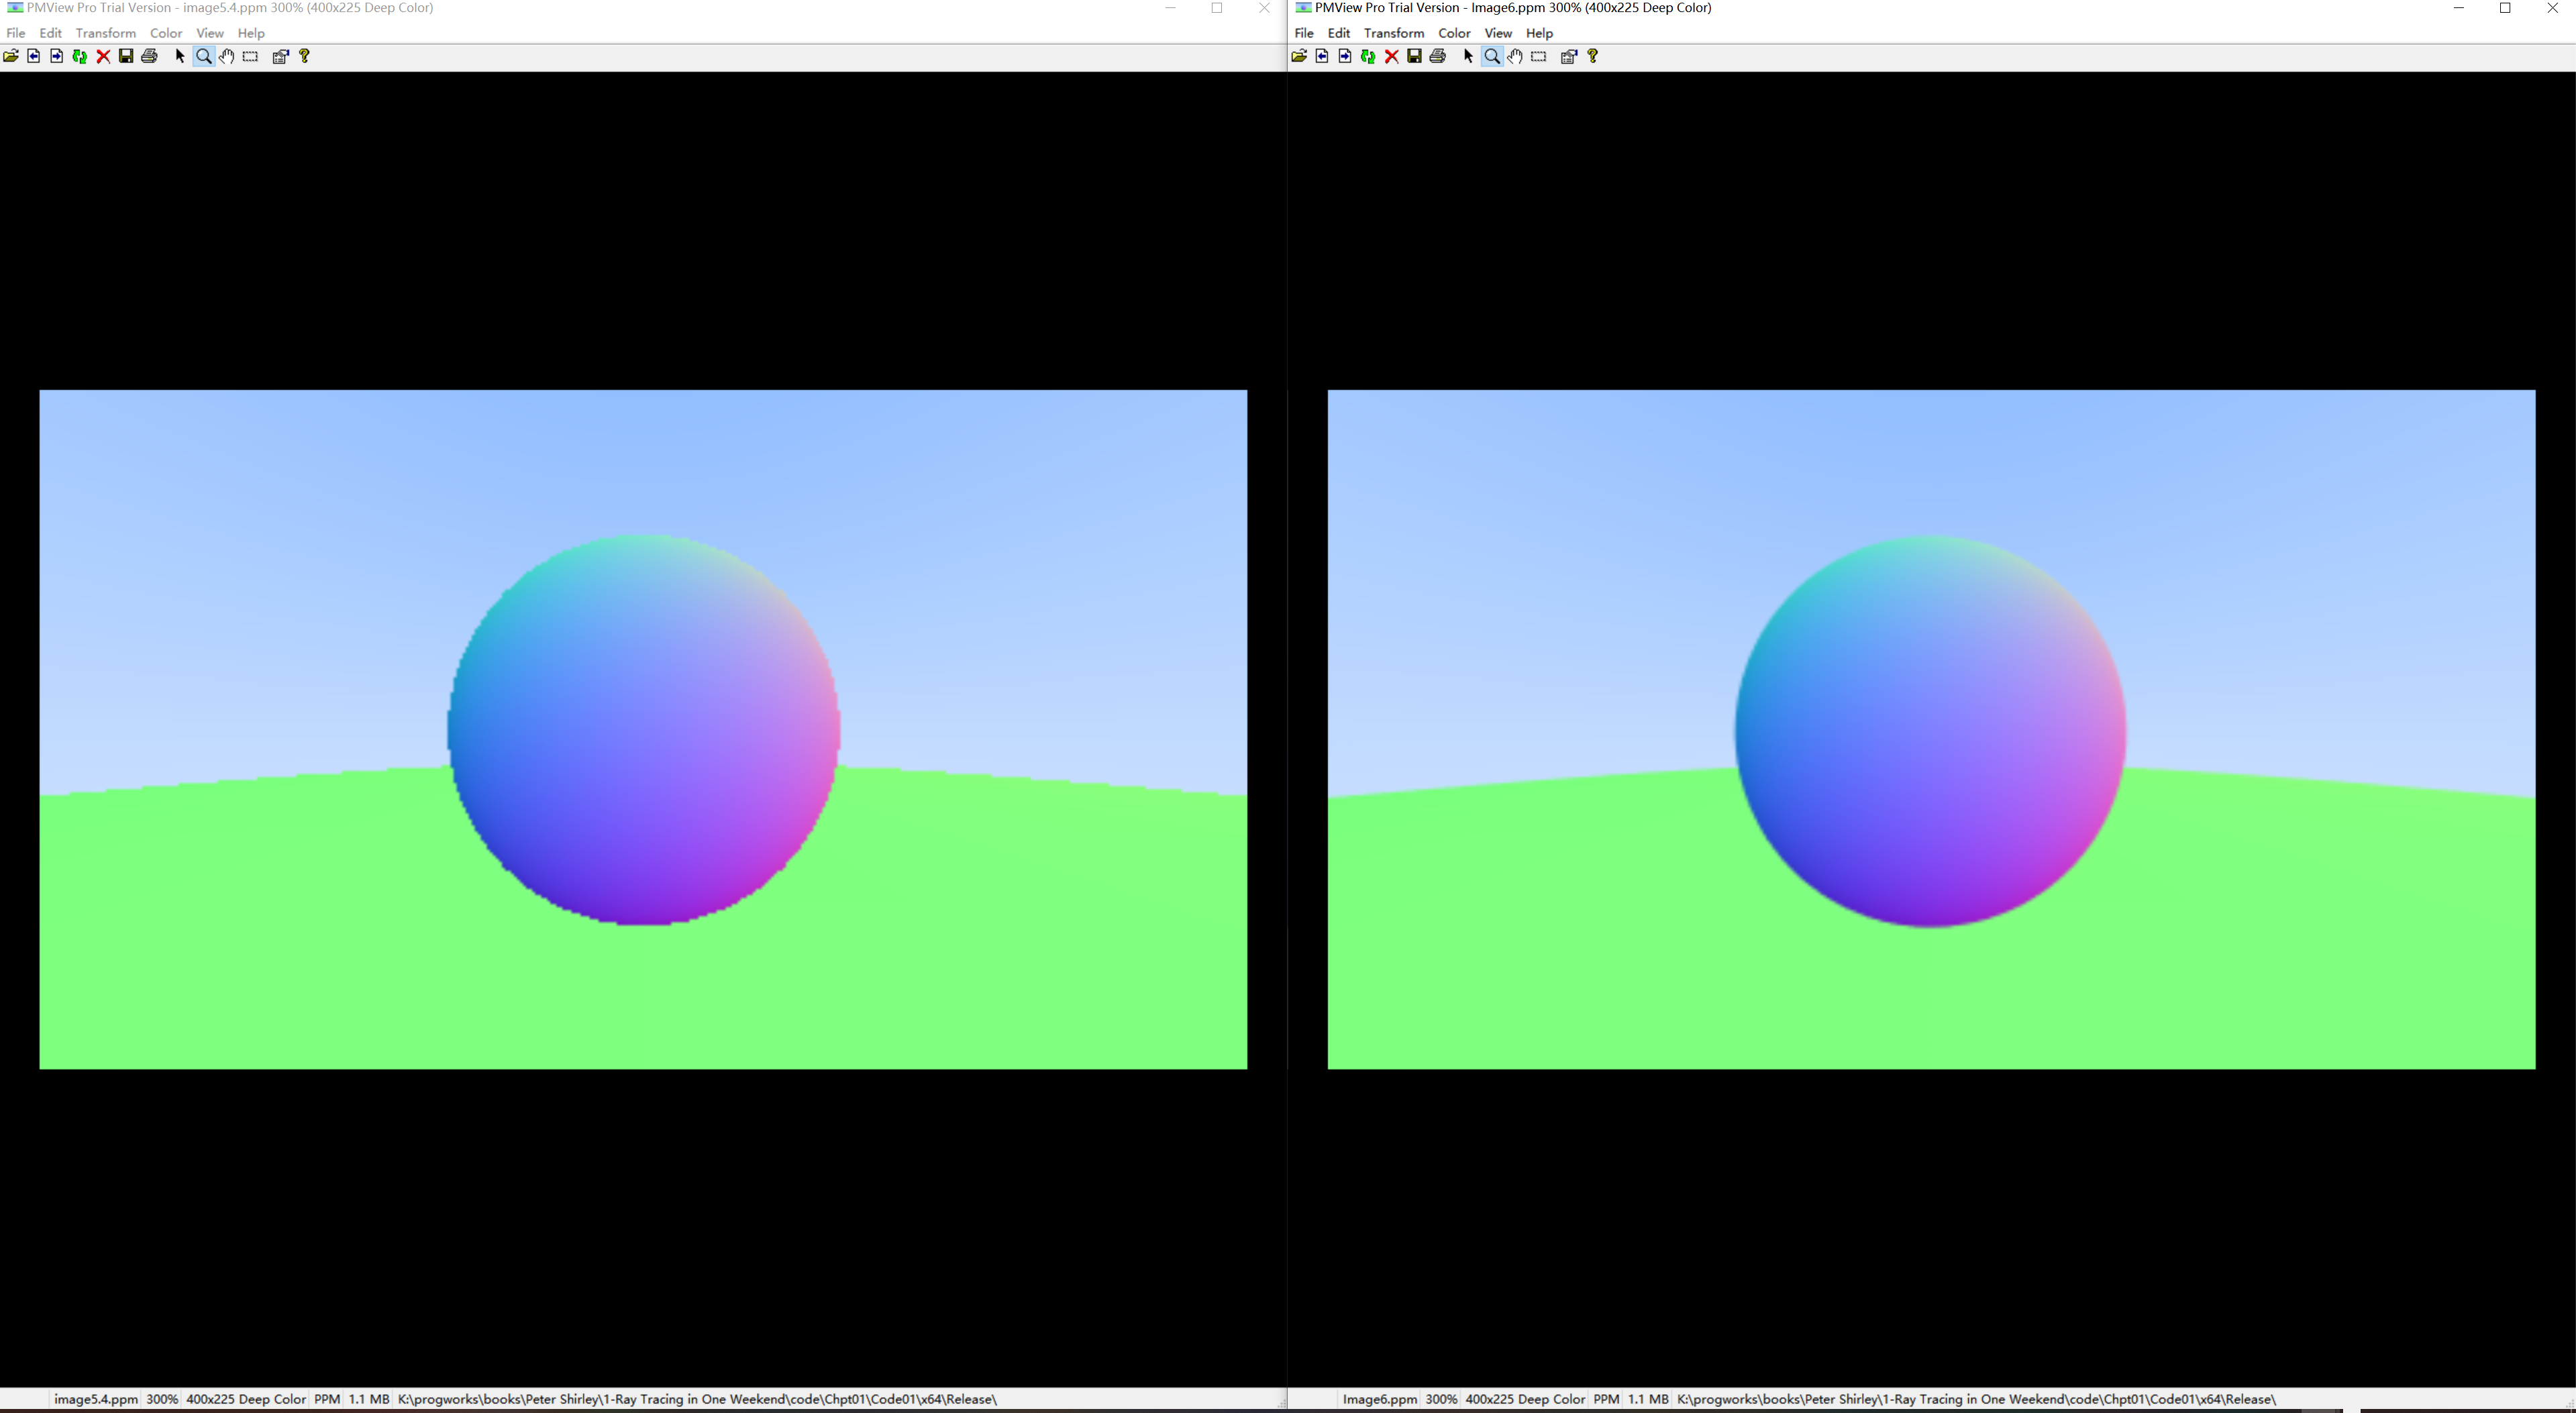 PMView Pro Trial Version - image5.4.ppm 300% (400x225 Deep Color)
File Edit Transform Color View Help
image5.4.ppm 300% 400x225 Deep Color PPM 1.1 MB K:\progworks\books\Peter Shirley\1-Ray Tracing in One Weekend\code\Chpt01\Code01\x64\Release\
PMView Pro Trial Version - Image6.ppm 300% (400x225 Deep Color)
File Edit Transform Color View Help
Image6.ppm 300% 400x225 Deep Color PPM 1.1 MB K:\progworks\books\Peter Shirley\1-Ray Tracing in One Weekend\code\Chpt01\Code01\x64\Release\